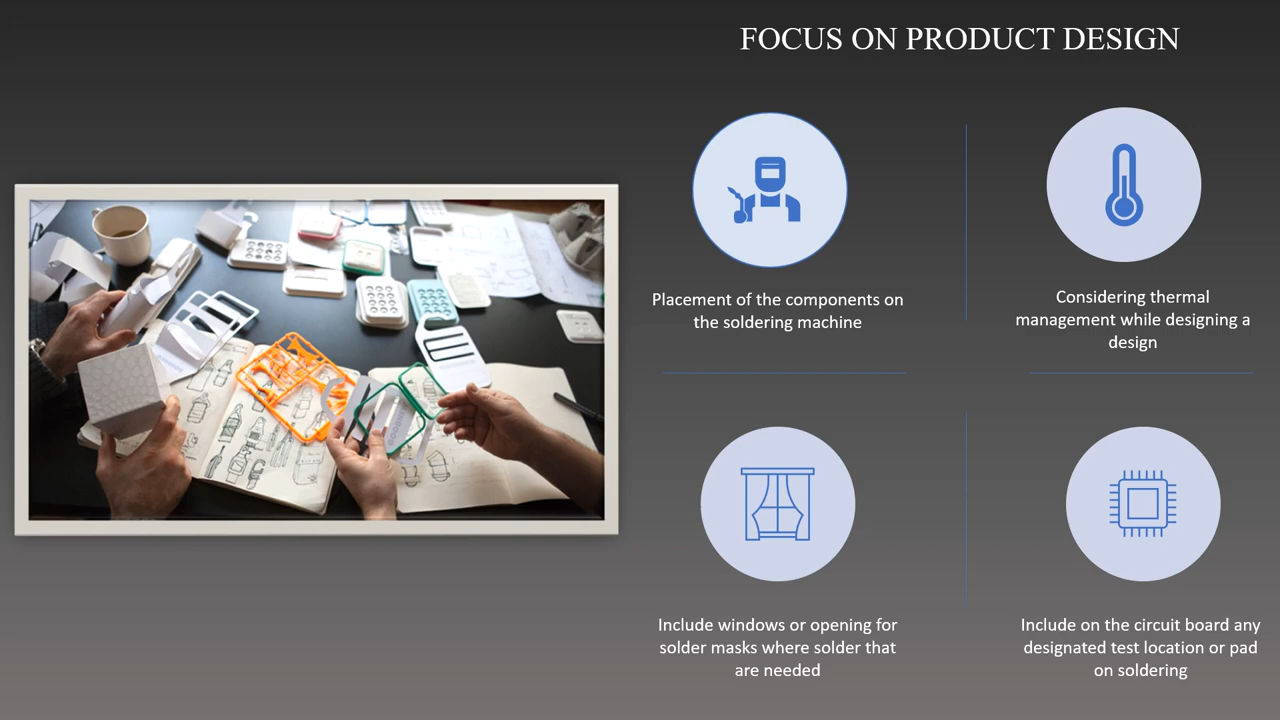 FOCUS ON PRODUCT DESIGN
Placement of the components on
the soldering machine
Considering thermal
management while designing a
design
Include windows or opening for
solder masks where solder that
are needed
Include on the circuit board any
designated test location or pad
on soldering